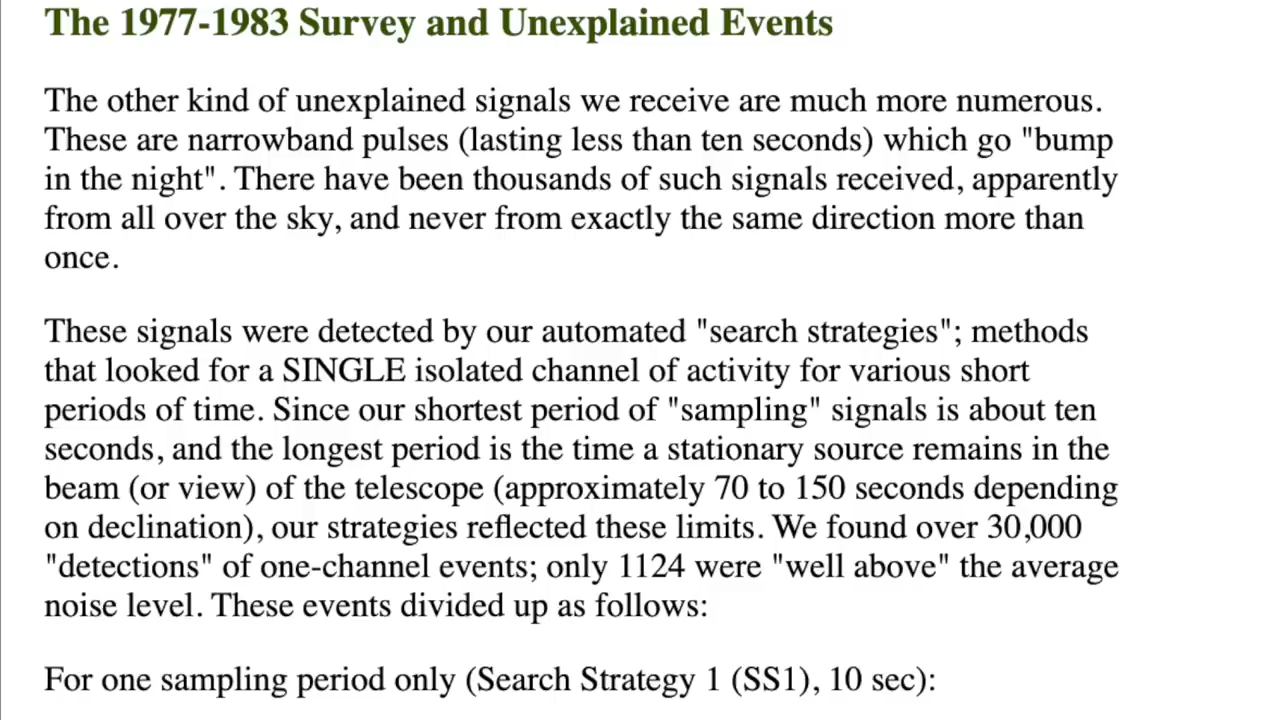 The 1977-1983 Survey and Unexplained Events
The other kind of unexplained signals we receive are much more numerous.
These are narrowband pulses (lasting less than ten seconds) which go "bump
in the night". There have been thousands of such signals received, apparently
from all over the sky, and never from exactly the same direction more than
once.
These signals were detected by our automated "search strategies"; methods
that looked for a SINGLE isolated channel of activity for various short
periods of time. Since our shortest period of "sampling" signals is about ten
seconds, and the longest period is the time a stationary source remains in the
beam (or view) of the telescope (approximately 70 to 150 seconds depending
on declination), our strategies reflected these limits. We found over 30,000
"detections" of one-channel events; only 1124 were "well above" the average
noise level. These events divided up as follows:
For one sampling period only (Search Strategy 1 (SS1), 10 sec):